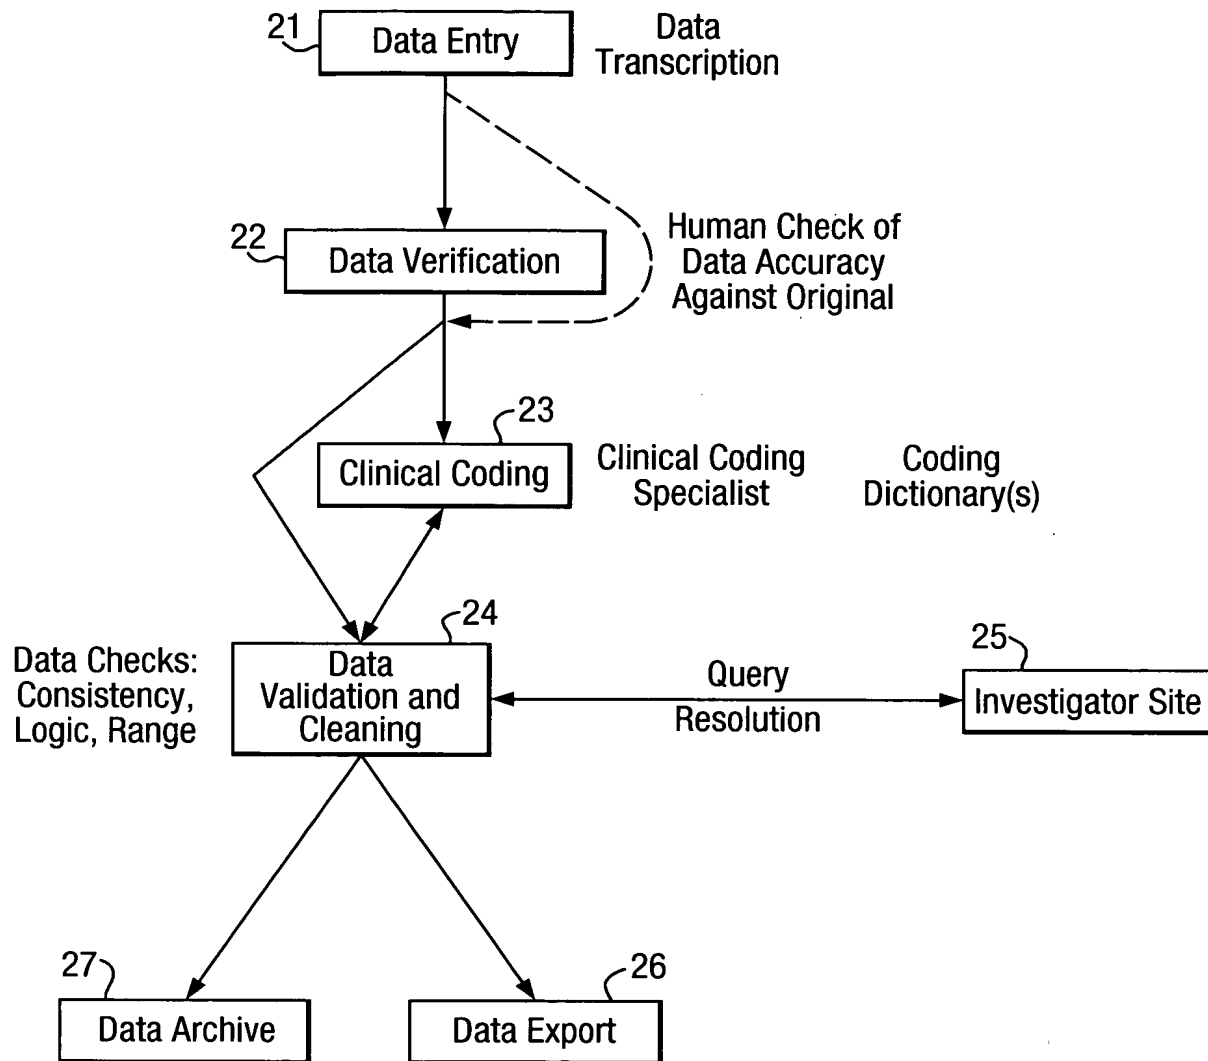 21
Data Entry
Data
Transcription
22
Data Verification
Human Check of
Data Accuracy
Against Original
23
Clinical Coding
Clinical Coding
Specialist
Coding
Dictionary(s)
24
Data Checks:
Consistency,
Logic, Range
Data
Validation and
Cleaning
Query
Resolution
25
Investigator Site
27
Data Archive
26
Data Export